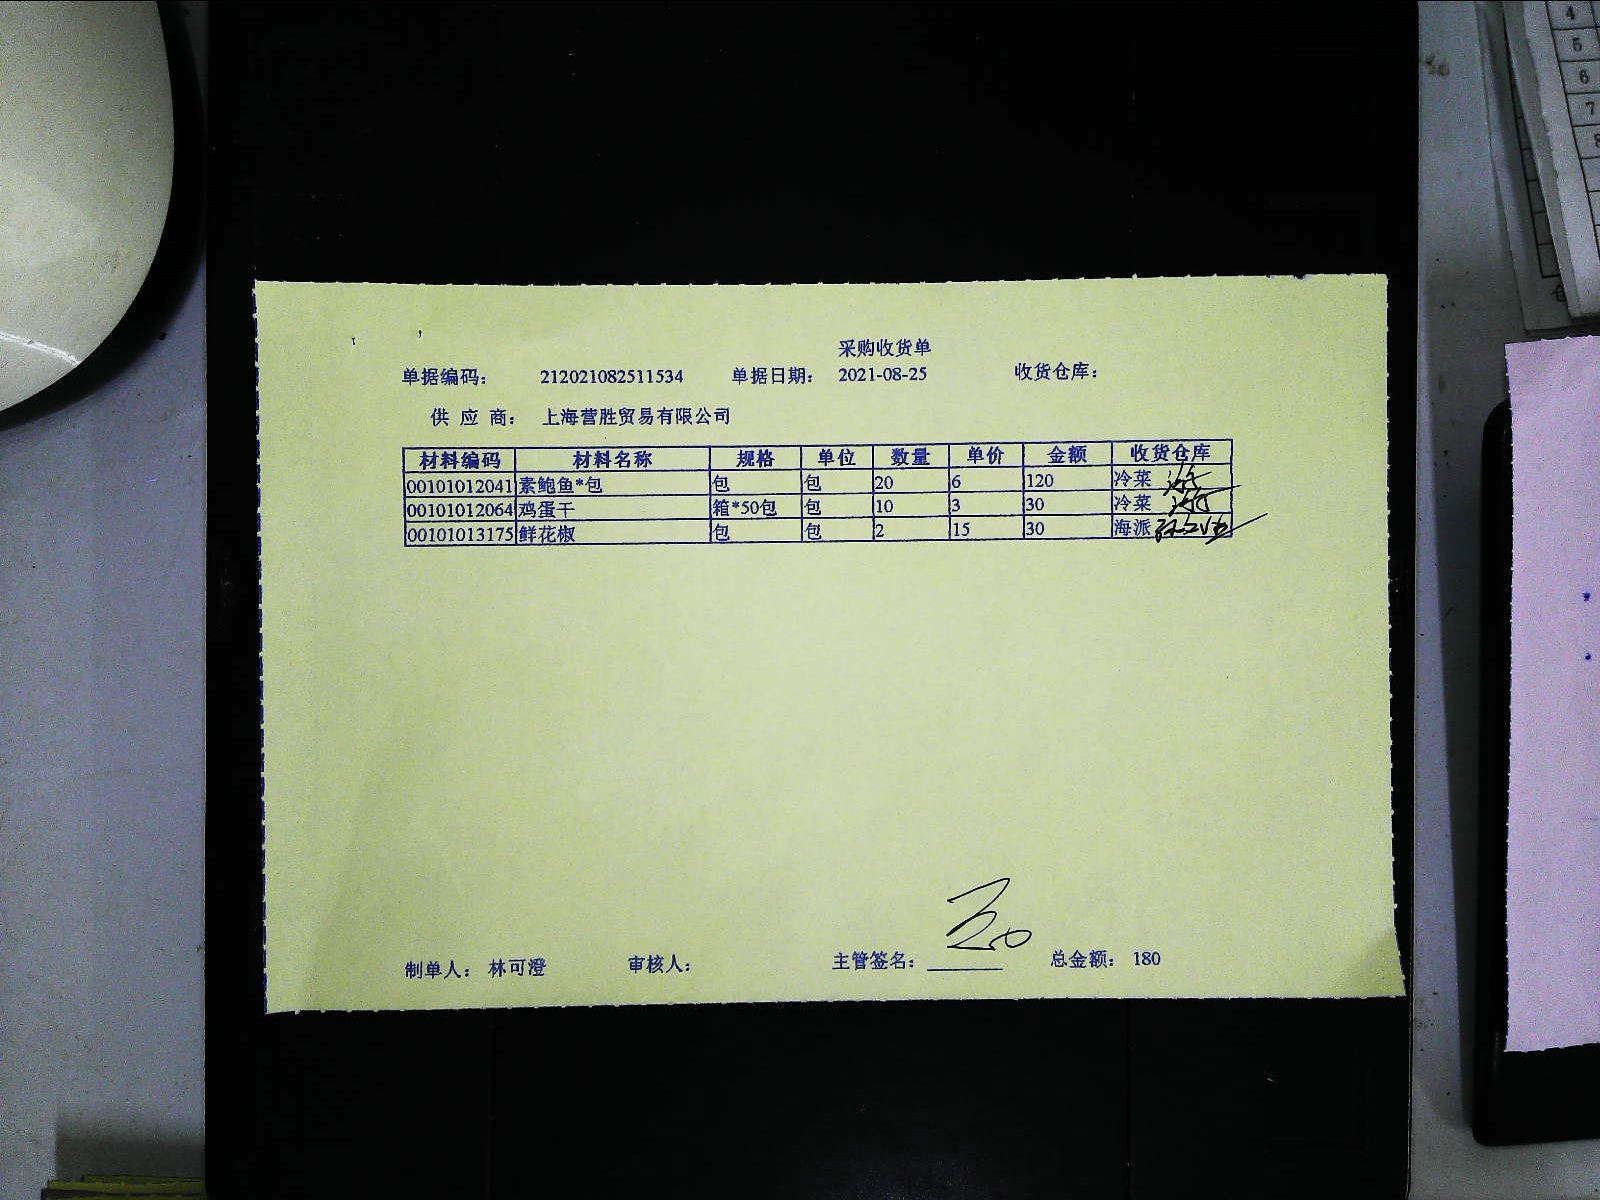 采购收货单
单据编码： 212021082511534 单据日期： 2021-08-25 收货仓库：
供 应 商： 上海营胜贸易有限公司
材料编码 材料名称 规格 单位 数量 单价 金额 收货仓库
00101012041 素鲍鱼*包 包 包 20 6 120 冷菜
00101012064 鸡蛋干 箱*50包 包 10 3 30 冷菜
00101013175 鲜花椒 包 包 2 15 30 海派
制单人： 林可澄 审核人： 主管签名： 总金额： 180
4
5
6
7
8